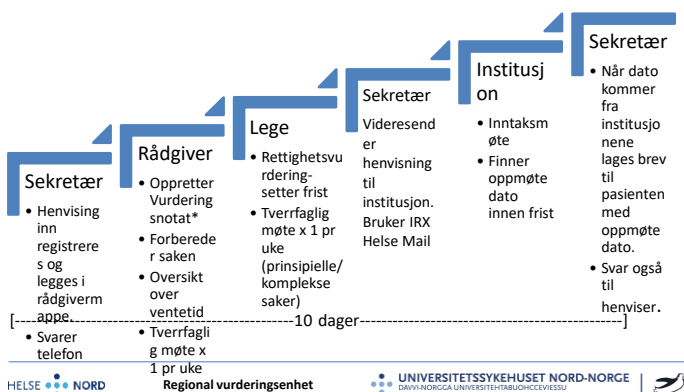 Sekretær
• Henvising
inn
registrere
s og
legges i
rådgiverm
appe.
• Svarer
telefon
Rådgiver
• Oppretter
Vurdering
snotat*
• Forberede
r saken
• Oversikt
over
ventetid
• Tverrfagli
g møte x
1 pr uke
Lege
• Rettighetsvu
rdering-
setter frist
• Tverrfaglig
møte x 1 pr
uke
(prinsipielle/
komplekse
saker)
Sekretær
Videresend
er
henvisning
til
institusjon.
Bruker IRX
Helse Mail
Institusj
on
• Inntaksm
øte
• Finner
oppmøte
dato
innen frist
Sekretær
• Når dato
kommer
fra
institusjo
nene
lages brev
til
pasienten
med
oppmøte
dato.
• Svar også
til
henviser.
[----------------------------------------10 dager-------------------------------------]
HELSE NORD
Regional vurderingsenhet
UNIVERSITETSSYKEHUSET NORD-NORGE
DAVVI-NORGGA UNIVERSITEHTABUOHCCEVIESSU